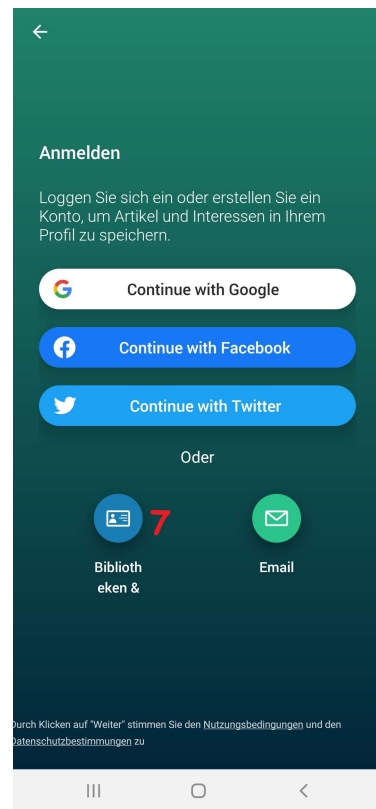 Anmelden
Loggen Sie sich ein oder erstellen Sie ein
Konto, um Artikel und Interessen in Ihrem
Profil zu speichern.
Continue with Google
Continue with Facebook
Continue with Twitter
Oder
7
Biblioth
eken &
Email
Durch Klicken auf "Weiter" stimmen Sie den Nutzungsbedingungen und den
Datenschutzbestimmungen zu